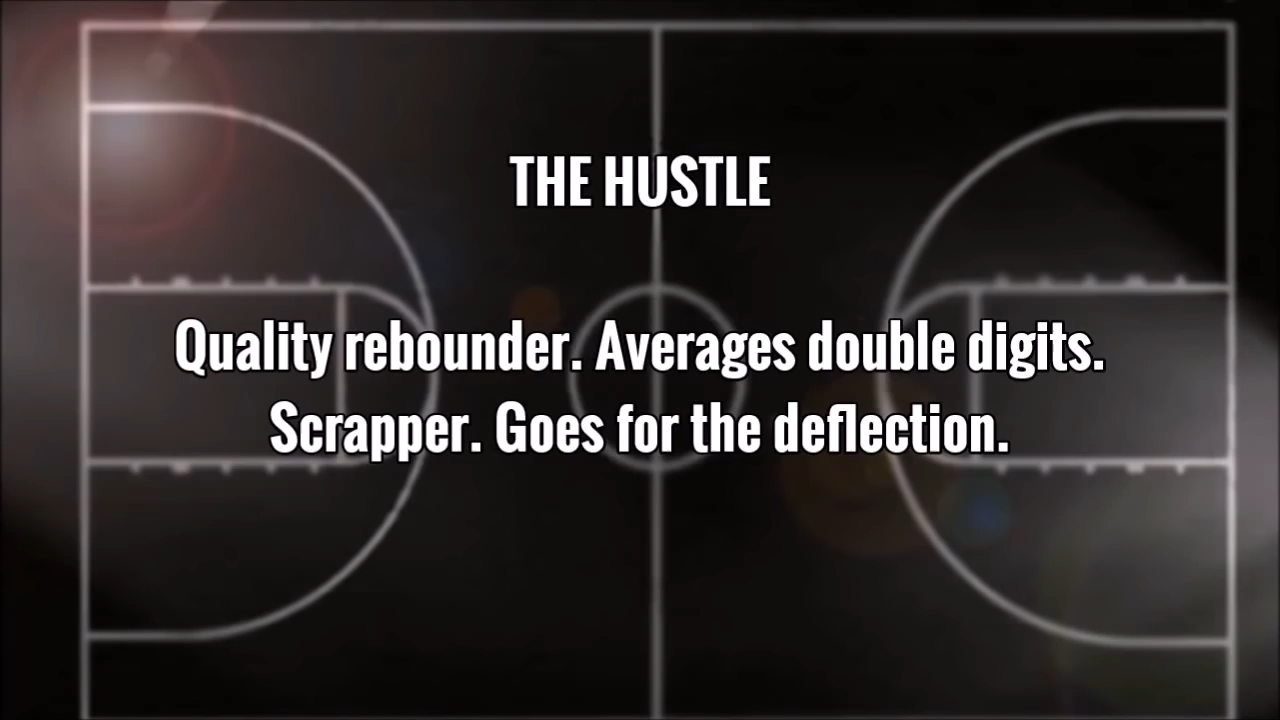 THE HUSTLE
Quality rebounder. Averages double digits.
Scrapper. Goes for the deflection.